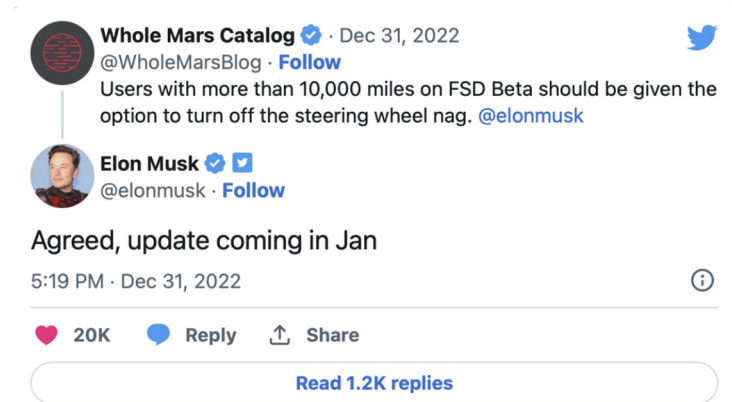 Whole Mars Catalog · Dec 31, 2022
@WholeMarsBlog · Follow
Users with more than 10,000 miles on FSD Beta should be given the
option to turn off the steering wheel nag. @elonmusk
Elon Musk
@elonmusk · Follow
Agreed, update coming in Jan
5:19 PM · Dec 31, 2022
20K Reply Share
Read 1.2K replies